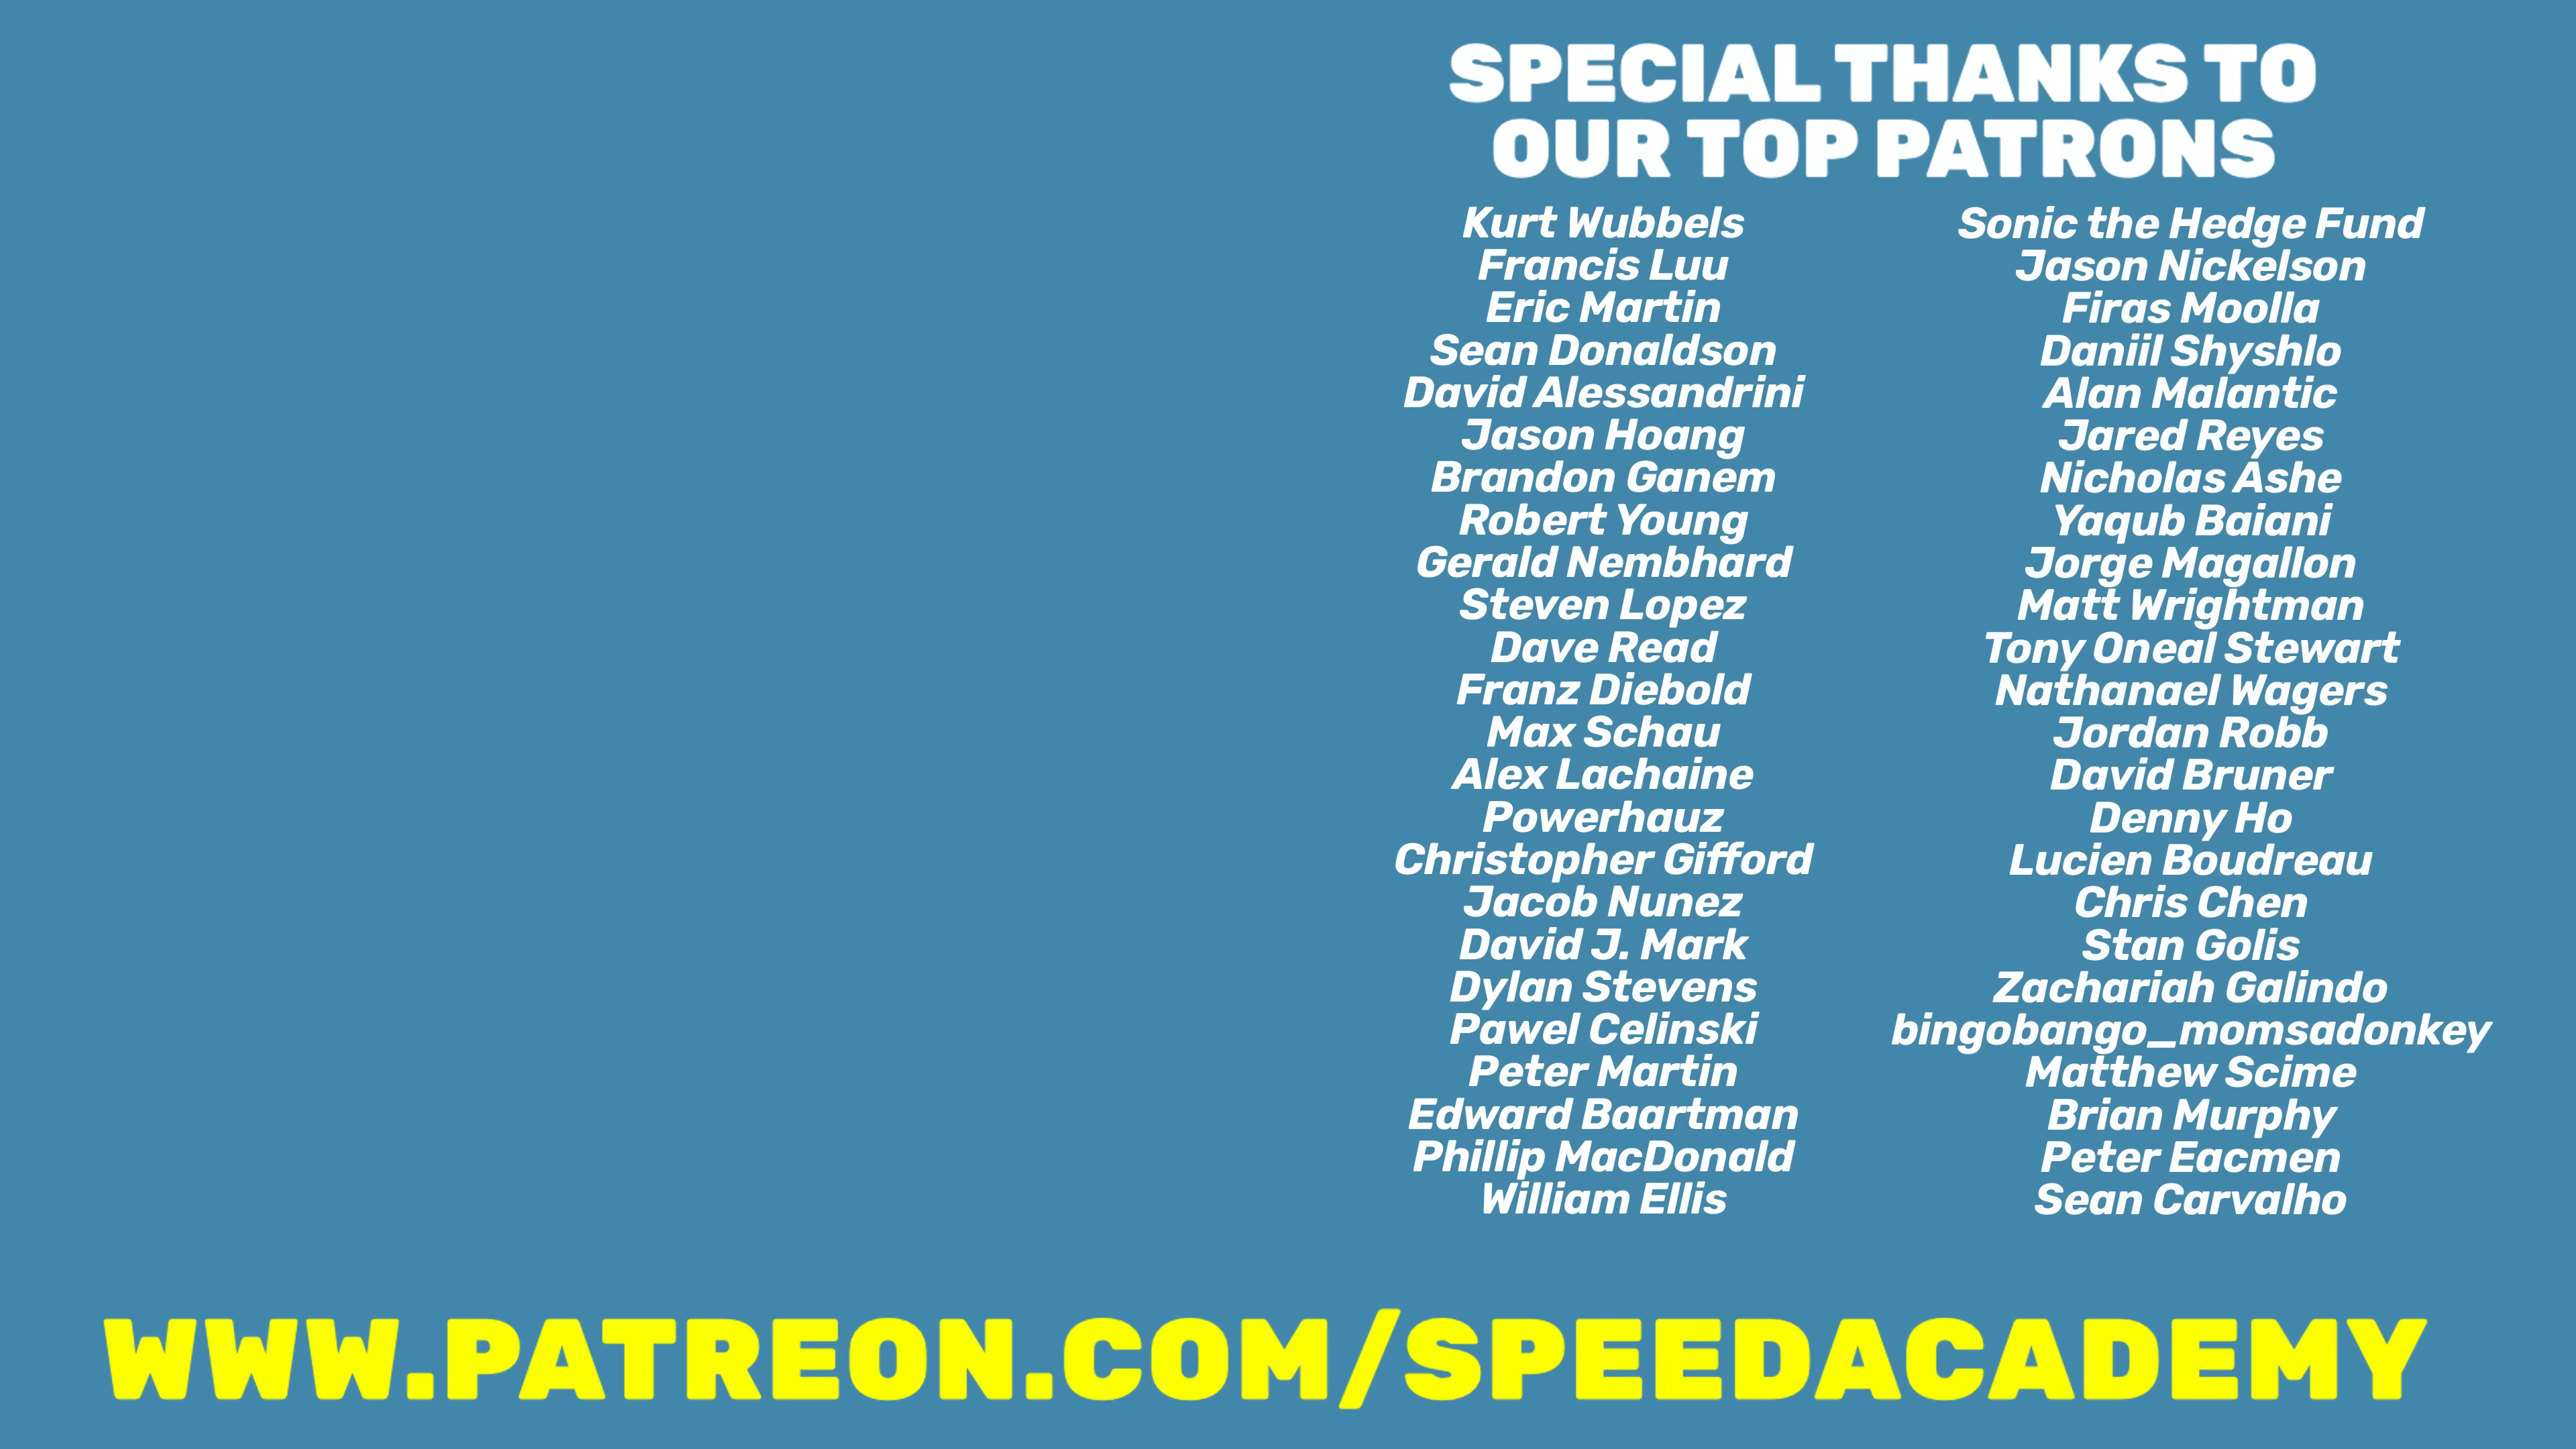 SPECIAL THANKS TO
OUR TOP PATRONS
Kurt Wubbels
Francis Luu
Eric Martin
Sean Donaldson
David Alessandrini
Jason Hoang
Brandon Ganem
Robert Young
Gerald Nembhard
Steven Lopez
Dave Read
Franz Diebold
Max Schau
Alex Lachaine
Powerhauz
Christopher Gifford
Jacob Nunez
David J. Mark
Dylan Stevens
Pawel Celinski
Peter Martin
Edward Baartman
Phillip MacDonald
William Ellis
Sonic the Hedge Fund
Jason Nickelson
Firas Moolla
Daniil Shyshlo
Alan Malantic
Jared Reyes
Nicholas Ashe
Yaqub Baiani
Jorge Magallon
Matt Wrightman
Tony Oneal Stewart
Nathanael Wagers
Jordan Robb
David Bruner
Denny Ho
Lucien Boudreau
Chris Chen
Stan Golis
Zachariah Galindo
bingobango_momsadonkey
Matthew Scime
Brian Murphy
Peter Eacmen
Sean Carvalho
WWW.PATREON.COM/SPEEDACADEMY